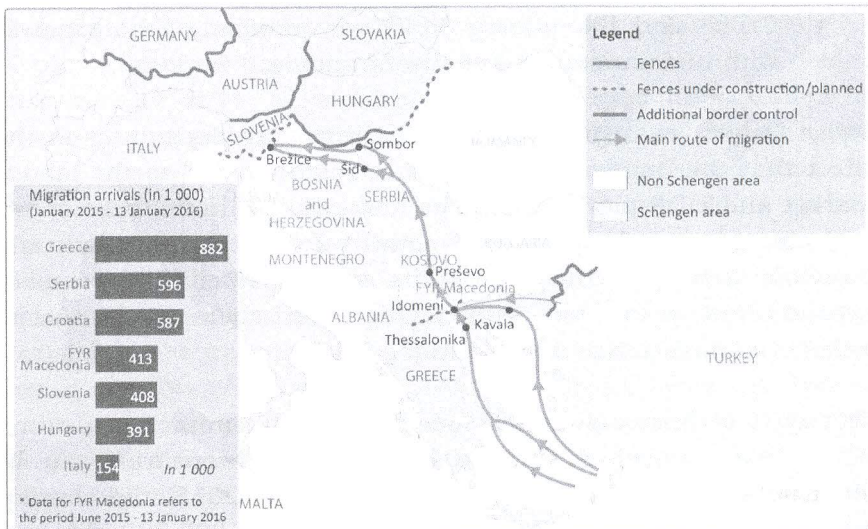 GERMANY
SLOVAKIA
AUSTRIA
HUNGARY
SLOVENIA
ITALY
Brežice
Sombor
Šid
BOSNIA
and
HERZEGOVINA
SERBIA
MONTENEGRO
KOSOVO
Preševo
FYR Macedonia
Idomeni
ALBANIA
Kavala
Thessalonika
GREECE
TURKEY
MALTA
Legend
Fences
Fences under construction/planned
Additional border control
Main route of migration
Non Schengen area
Schengen area
Migration arrivals (in 1 000)
(January 2015 - 13 January 2016)
Greece 882
Serbia 596
Croatia 587
FYR
Macedonia 413
Slovenia 408
Hungary 391
Italy 154
In 1 000
* Data for FYR Macedonia refers to
the period June 2015 - 13 January 2016